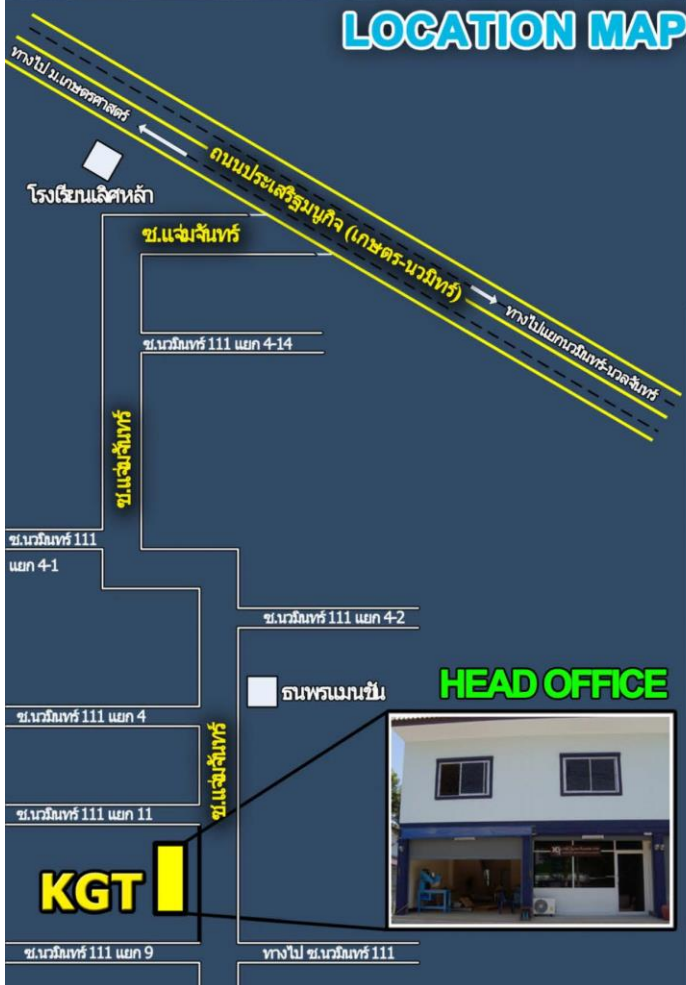 LOCATION MAP
ทางไป ม.เกษตรศาสตร์
ถนนประเสริฐมนูกิจ (เกษตร-นวมิทร์)
โรงเรียนเลิศหล้า
ซ.แจ่มจันทร์
ทางไปแยกนวมินทร์-นวลจันทร์
ซ.นวมินทร์ 111 แยก 4-14
ซ.แจ่มจันทร์
ซ.นวมินทร์ 111
แยก 4-1
ซ.นวมินทร์ 111 แยก 4-2
ธนพรแมนชั่น
HEAD OFFICE
ซ.นวมินทร์ 111 แยก 4
ซ.แจ่มจันทร์
ซ.นวมินทร์ 111 แยก 11
KGT
ซ.นวมินทร์ 111 แยก 9
ทางไป ซ.นวมินทร์ 111